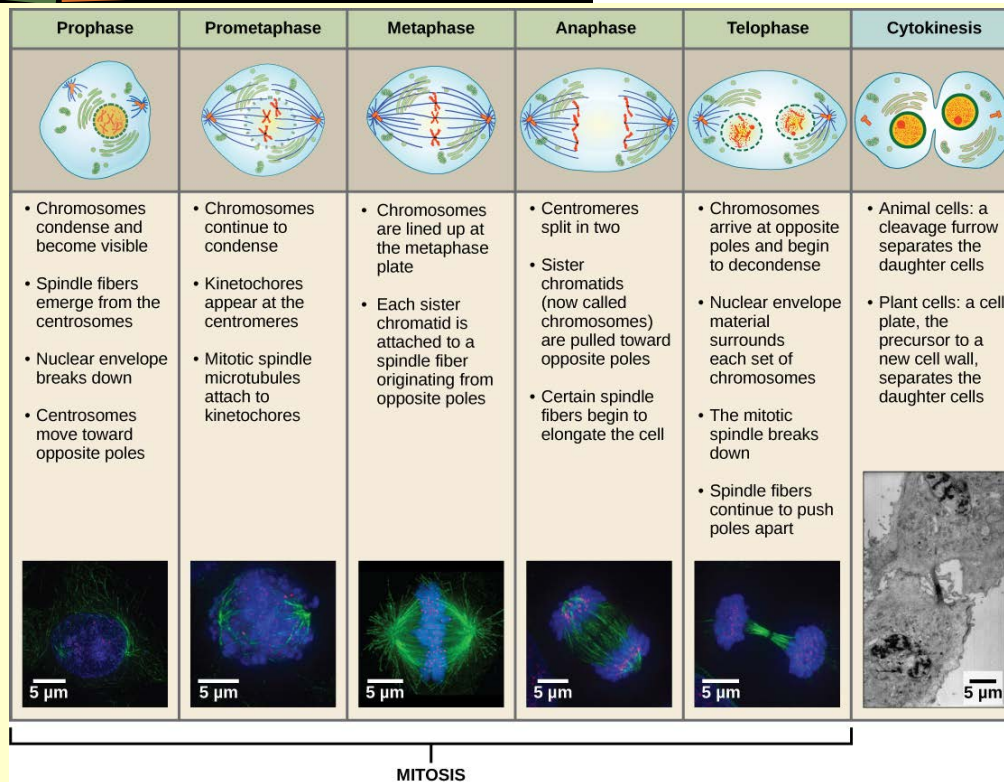 Prophase
Prometaphase
Metaphase
Anaphase
Telophase
Cytokinesis
• Chromosomes
condense and
become visible
• Spindle fibers
emerge from the
centrosomes
• Nuclear envelope
breaks down
• Centrosomes
move toward
opposite poles
• Chromosomes
continue to
condense
• Kinetochores
appear at the
centromeres
• Mitotic spindle
microtubules
attach to
kinetochores
• Chromosomes
are lined up at
the metaphase
plate
• Each sister
chromatid is
attached to a
spindle fiber
originating from
opposite poles
• Centromeres
split in two
• Sister
chromatids
(now called
chromosomes)
are pulled toward
opposite poles
• Certain spindle
fibers begin to
elongate the cell
• Chromosomes
arrive at opposite
poles and begin
to decondense
• Nuclear envelope
material
surrounds
each set of
chromosomes
• The mitotic
spindle breaks
down
• Spindle fibers
continue to push
poles apart
• Animal cells: a
cleavage furrow
separates the
daughter cells
• Plant cells: a cell
plate, the
precursor to a
new cell wall,
separates the
daughter cells
5 µm
5 µm
5 µm
5 µm
5 µm
5 µm
MITOSIS